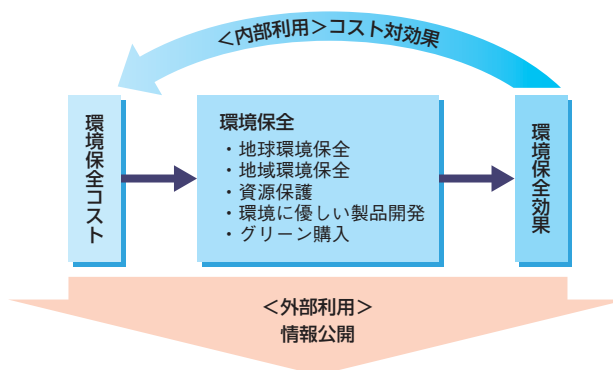 ＜内部利用＞コスト対効果
環境保全コスト
環境保全
・地球環境保全
・地域環境保全
・資源保護
・環境に優しい製品開発
・グリーン購入
環境保全効果
＜外部利用＞
情報公開